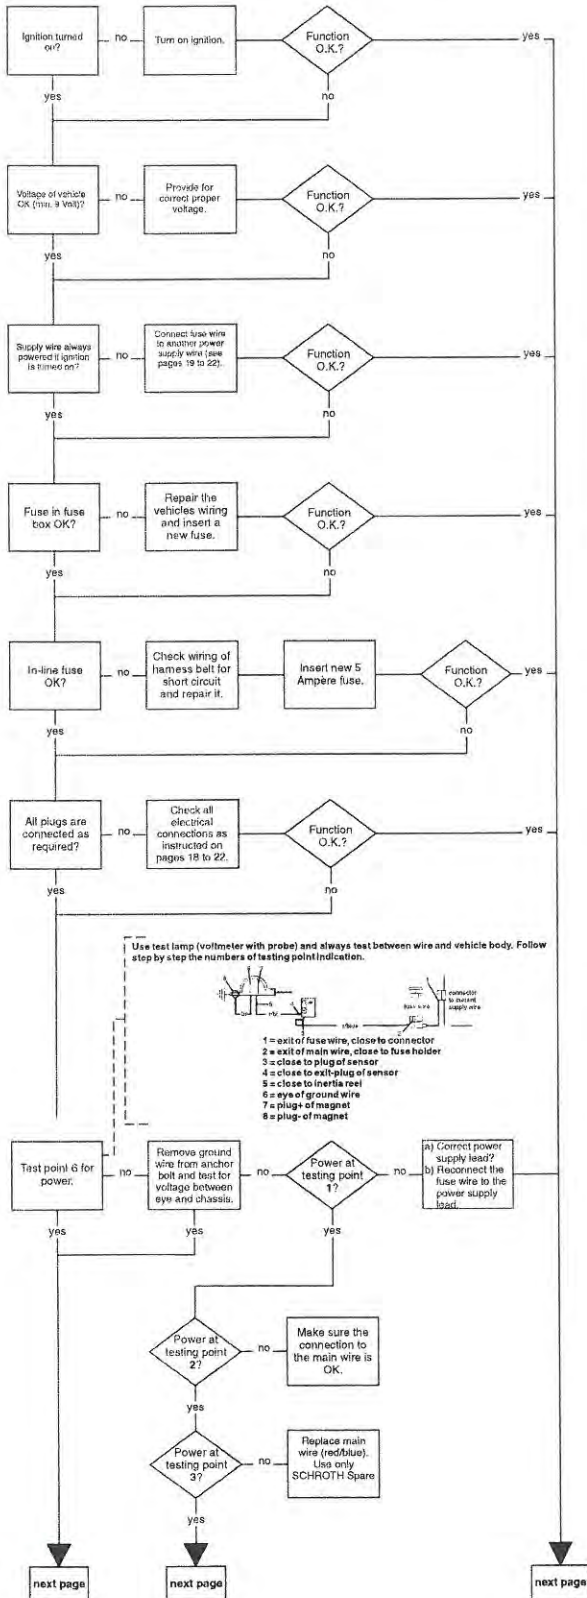 Ignition turned
on?
no
Turn on ignition.
Function
O.K.?
yes
yes
no
Voltage of vehicle
OK (min. 9 Volt)?
no
Provide for
correct proper
voltage.
Function
O.K.?
yes
yes
no
Supply wire always
powered if ignition
is turned on?
no
Connect fuse wire
to another power
supply wire (see
pages 19 to 22).
Function
O.K.?
yes
yes
no
Fuse in fuse
box OK?
no
Repair the
vehicles wiring
and insert a
new fuse.
Function
O.K.?
yes
yes
no
In-line fuse
OK?
no
Check wiring of
harness belt for
short circuit
and repair it.
Insert new 5
Ampère fuse.
Function
O.K.?
yes
yes
no
All plugs are
connected as
required?
no
Check all
electrical
connections as
instructed on
pages 18 to 22.
Function
O.K.?
yes
yes
no
Use test lamp (voltmeter with probe) and always test between wire and vehicle body. Follow
step by step the numbers of testing point indication.
connector
to current
supply wire
1 = exit of fuse wire, close to connector
2 = exit of main wire, close to fuse holder
3 = close to plug of sensor
4 = close to exit-plug of sensor
5 = close to inertia reel
6 = eye of ground wire
7 = plug+ of magnet
8 = plug- of magnet
Test point 6 for
power.
no
Remove ground
wire from anchor
bolt and test for
voltage between
eye and chassis.
no
Power at
testing point
1?
no
a) Correct power
supply lead?
b) Reconnect the
fuse wire to the
power supply
lead.
yes
yes
yes
Power at
testing point
2?
no
Make sure the
connection to
the main wire is
OK.
yes
Power at
testing point
3?
no
Replace main
wire (red/blue).
Use only
SCHROTH Spare
yes
next page
next page
next page